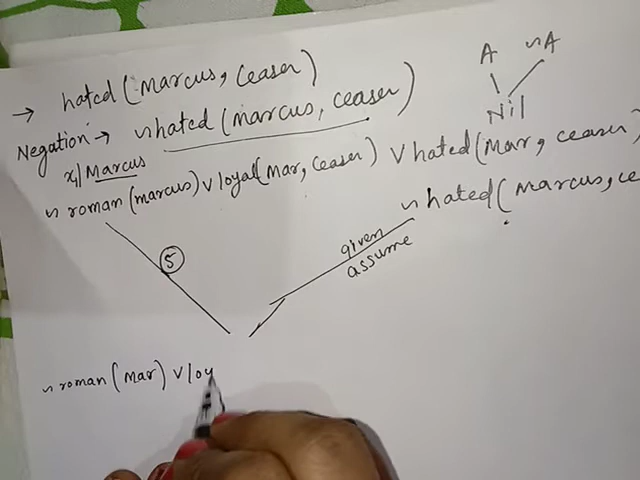 → hated (Marcus, Ceaser)
A ~A
Nil
Negation → ~hated (marcus, ceaser)
x| Marcus
~ roman (marcus) ∨ loyal (Mar, Ceaser) ∨ hated (Mar, ceaser)
~ hated (Marcus, ce
5
given
assume
~ roman (Mar) ∨ loy